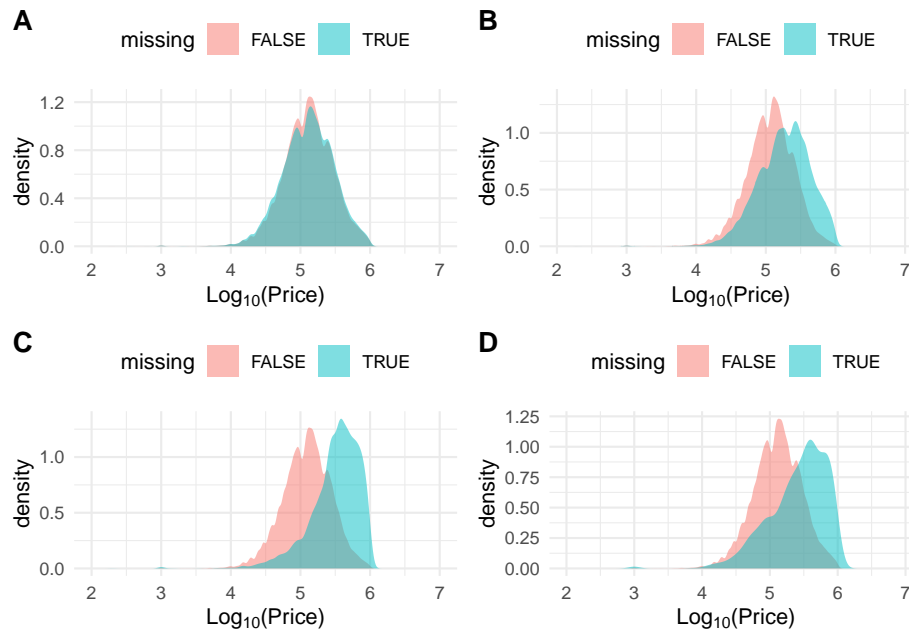 A
missing FALSE TRUE
density
1.2
0.8
0.4
0.0
2 3 4 5 6 7
Log10(Price)
B
missing FALSE TRUE
density
1.0
0.5
0.0
2 3 4 5 6 7
Log10(Price)
C
missing FALSE TRUE
density
1.0
0.5
0.0
2 3 4 5 6 7
Log10(Price)
D
missing FALSE TRUE
density
1.25
1.00
0.75
0.50
0.25
0.00
2 3 4 5 6 7
Log10(Price)